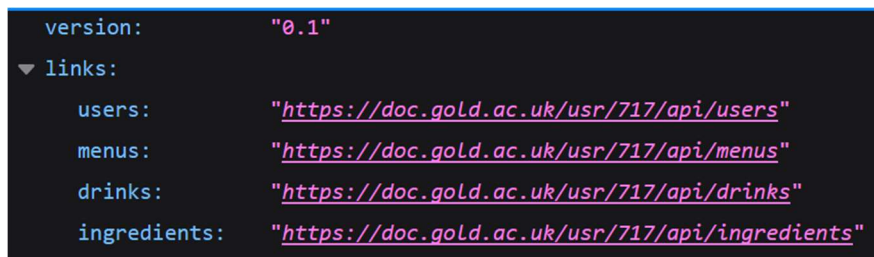 version: "0.1"
links:
users: "https://doc.gold.ac.uk/usr/717/api/users"
menus: "https://doc.gold.ac.uk/usr/717/api/menus"
drinks: "https://doc.gold.ac.uk/usr/717/api/drinks"
ingredients: "https://doc.gold.ac.uk/usr/717/api/ingredients"